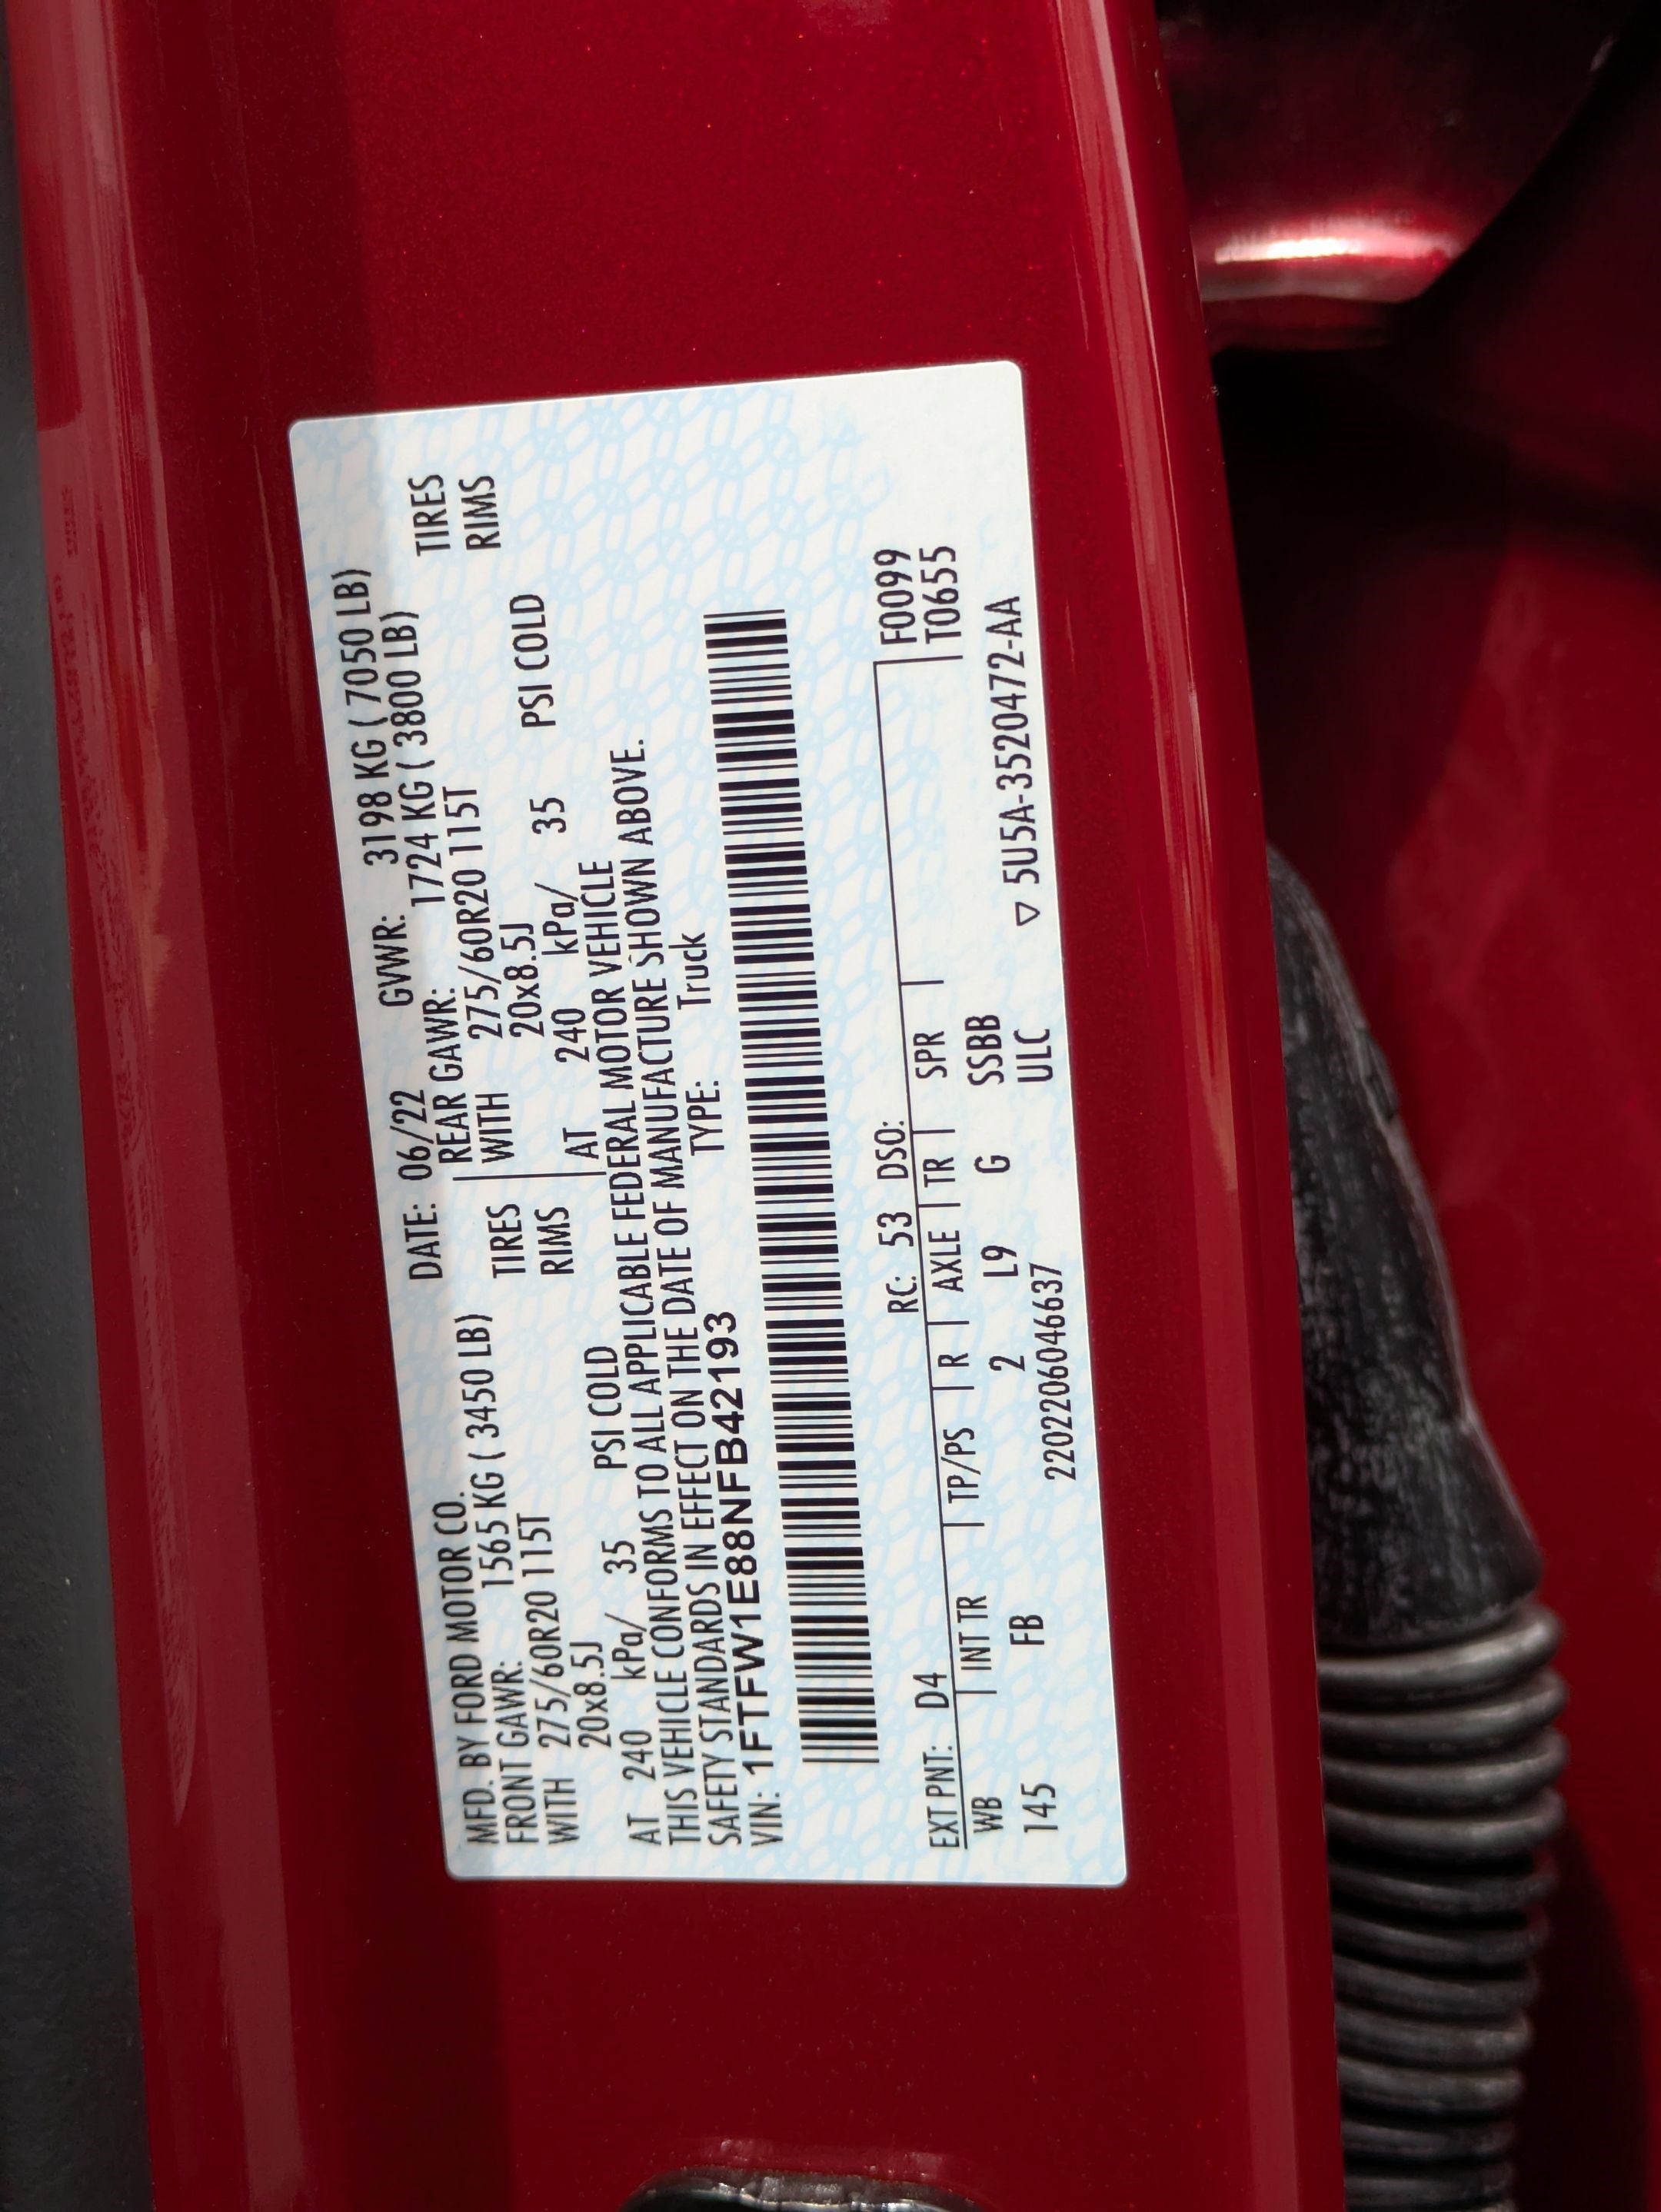 MFD. BY FORD MOTOR CO. DATE: 06/22 GVWR: 3198 KG ( 7050 LB)
FRONT GAWR: 1565 KG ( 3450 LB) REAR GAWR: 1724 KG ( 3800 LB)
WITH 275/60R20 115T TIRES WITH 275/60R20 115T TIRES
20x8.5J RIMS 20x8.5J RIMS
AT 240 kPa/ 35 PSI COLD AT 240 kPa/ 35 PSI COLD
THIS VEHICLE CONFORMS TO ALL APPLICABLE FEDERAL MOTOR VEHICLE
SAFETY STANDARDS IN EFFECT ON THE DATE OF MANUFACTURE SHOWN ABOVE.
VIN: 1FTFW1E88NFB42193 TYPE: Truck
EXT PNT: D4 RC: 53 DSO: F0099
WB INT TR TP/PS R AXLE TR SPR T0655
145 FB 2 L9 G SSBB
2202206046637 ULC ▽ 5U5A-3520472-AA